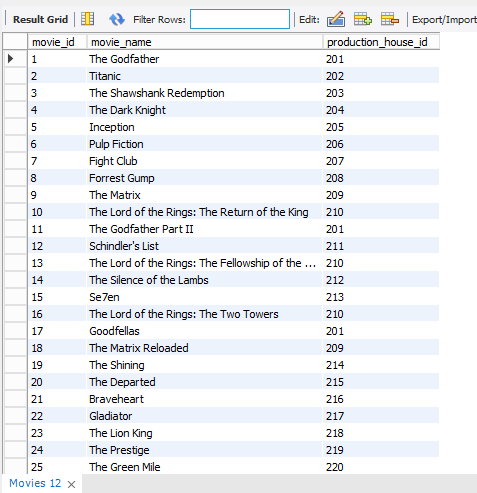 Result Grid Filter Rows: Edit: Export/Import
movie_id movie_name production_house_id
1 The Godfather 201
2 Titanic 202
3 The Shawshank Redemption 203
4 The Dark Knight 204
5 Inception 205
6 Pulp Fiction 206
7 Fight Club 207
8 Forrest Gump 208
9 The Matrix 209
10 The Lord of the Rings: The Return of the King 210
11 The Godfather Part II 201
12 Schindler's List 211
13 The Lord of the Rings: The Fellowship of the ... 210
14 The Silence of the Lambs 212
15 Se7en 213
16 The Lord of the Rings: The Two Towers 210
17 Goodfellas 201
18 The Matrix Reloaded 209
19 The Shining 214
20 The Departed 215
21 Braveheart 216
22 Gladiator 217
23 The Lion King 218
24 The Prestige 219
25 The Green Mile 220
Movies 12